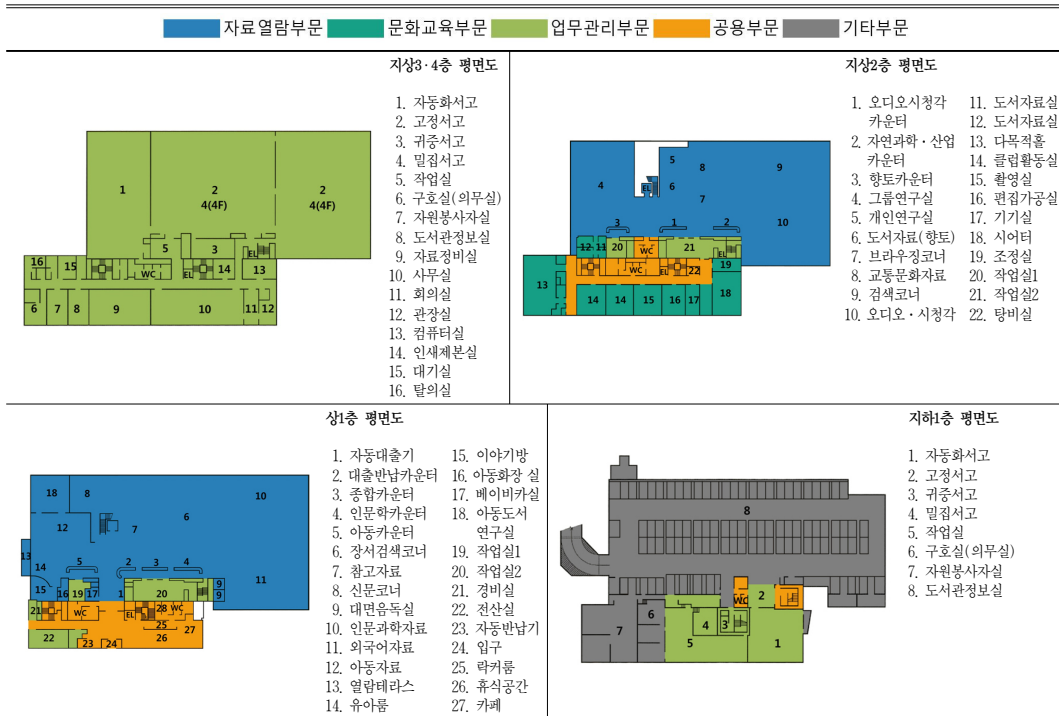 자료열람부문 문화교육부문 업무관리부문 공용부문 기타부문
지상3·4층 평면도
1. 자동화서고
2. 고정서고
3. 귀중서고
4. 밀집서고
5. 작업실
6. 구호실(의무실)
7. 자원봉사자실
8. 도서관정보실
9. 자료정비실
10. 사무실
11. 회의실
12. 관장실
13. 컴퓨터실
14. 인새제본실
15. 대기실
16. 탈의실
1
2
4(4F)
2
4(4F)
5
3
EL
14
13
16
15
WC
EL
6
7
8
9
10
11
12
지상2층 평면도
1. 오디오시청각
카운터
2. 자연과학·산업
카운터
3. 향토카운터
4. 그룹연구실
5. 개인연구실
6. 도서자료(향토)
7. 브라우징코너
8. 교통문화자료
9. 검색코너
10. 오디오·시청각
11. 도서자료실
12. 도서자료실
13. 다목적홀
14. 클럽활동실
15. 촬영실
16. 편집가공실
17. 기기실
18. 시어터
19. 조정실
20. 작업실1
21. 작업실2
22. 탕비실
5
8
9
4
EL
6
7
10
3
1
2
12
11
20
WC
21
EL
19
WC
EL
22
13
14
14
15
16
17
18
상1층 평면도
1. 자동대출기
2. 대출반납카운터
3. 종합카운터
4. 인문학카운터
5. 아동카운터
6. 장서검색코너
7. 참고자료
8. 신문코너
9. 대면음독실
10. 인문과학자료
11. 외국어자료
12. 아동자료
13. 열람테라스
14. 유아룸
15. 이야기방
16. 아동화장 실
17. 베이비카실
18. 아동도서
연구실
19. 작업실1
20. 작업실2
21. 경비실
22. 전산실
23. 자동반납기
24. 입구
25. 락커룸
26. 휴식공간
27. 카페
18
8
10
6
12
7
13
14
5
2
3
4
11
15
16
19
17
1
20
9
9
21
WC
EL
28
WC
25
27
22
26
23
24
지하1층 평면도
1. 자동화서고
2. 고정서고
3. 귀중서고
4. 밀집서고
5. 작업실
6. 구호실(의무실)
7. 자원봉사자실
8. 도서관정보실
8
WC
2
6
4
3
7
5
1